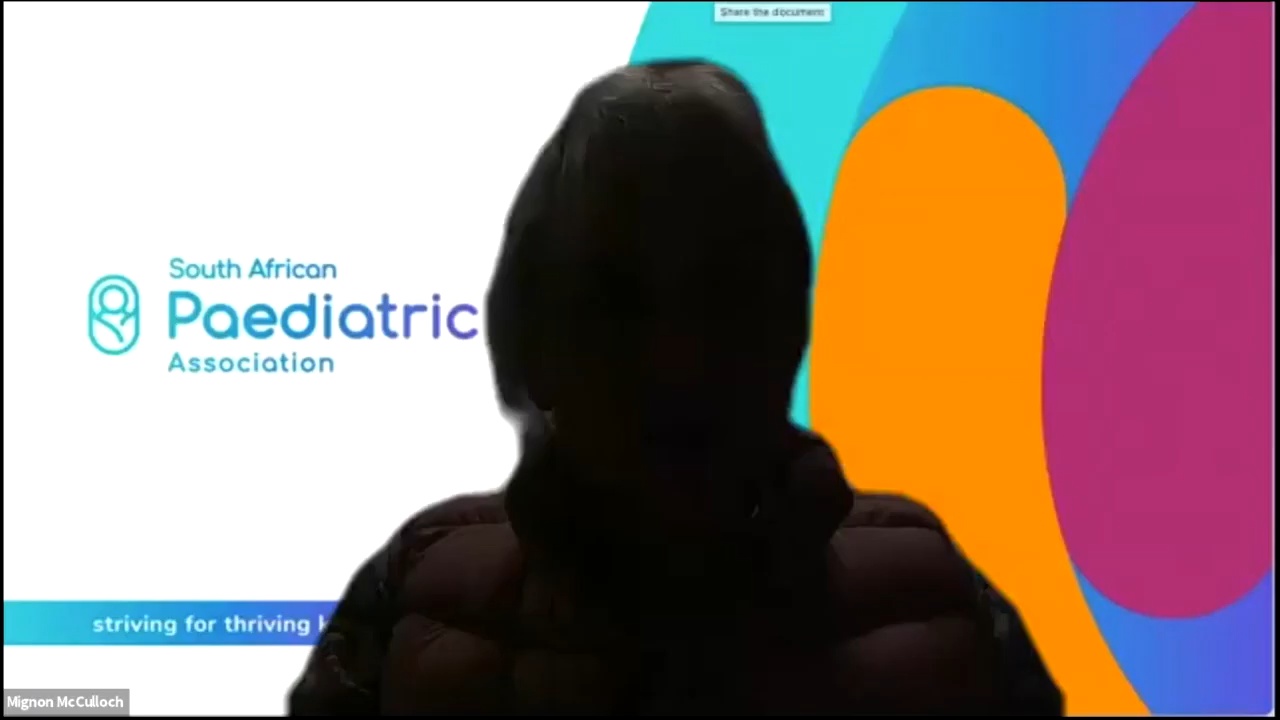 Share the document
South African
Paediatric
Association
striving for thriving
Mignon McCulloch